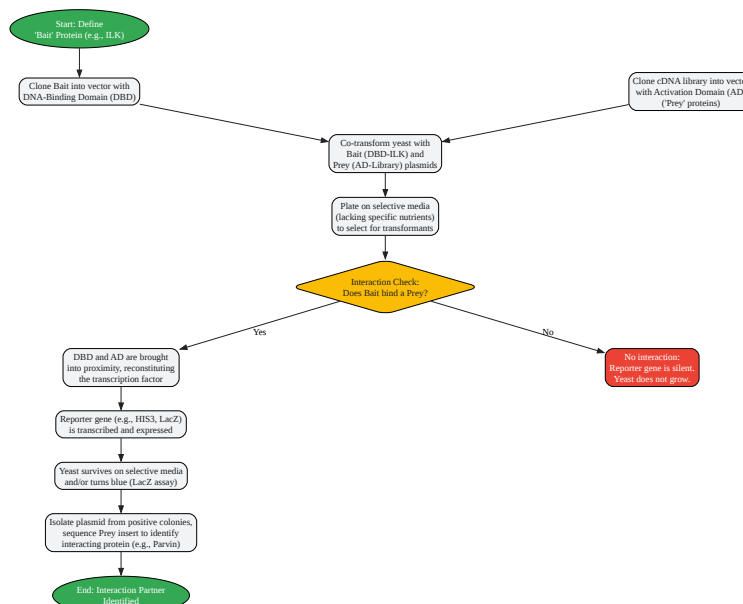 Start: Define
'Bait' Protein (e.g., ILK)
Clone Bait into vector with
DNA-Binding Domain (DBD)
Clone cDNA library into vecto
with Activation Domain (AD
('Prey' proteins)
Co-transform yeast with
Bait (DBD-ILK) and
Prey (AD-Library) plasmids
Plate on selective media
(lacking specific nutrients)
to select for transformants
Interaction Check:
Does Bait bind a Prey?
Yes
No
DBD and AD are brought
into proximity, reconstituting
the transcription factor
No interaction:
Reporter gene is silent.
Yeast does not grow.
Reporter gene (e.g., HIS3, LacZ)
is transcribed and expressed
Yeast survives on selective media
and/or turns blue (LacZ assay)
Isolate plasmid from positive colonies,
sequence Prey insert to identify
interacting protein (e.g., Parvin)
End: Interaction Partner
Identified